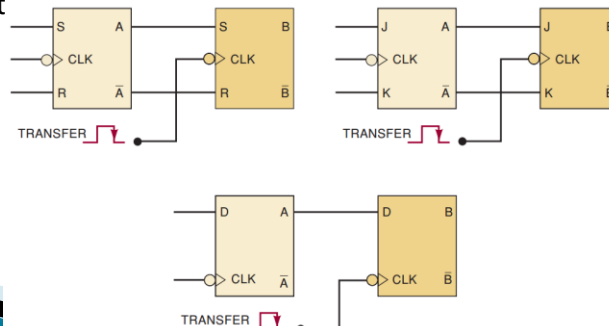 t
S A S B
CLK CLK
R A̅ R B̅
TRANSFER
J A J
CLK CLK
K A̅ K
TRANSFER
D A D B
CLK A̅ CLK B̅
TRANSFER